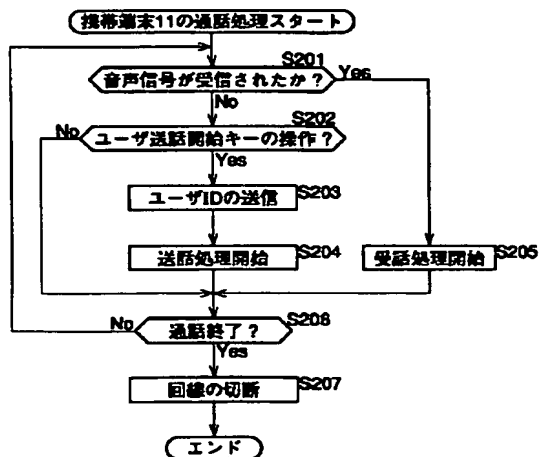 携帯端末11の通話処理スタート
S201
音声信号が受信されたか？
Yes
No
S202
No
ユーザ送話開始キーの操作？
Yes
S203
ユーザIDの送信
S204
送話処理開始
S205
受話処理開始
S206
No
通話終了？
Yes
S207
回線の切断
エンド